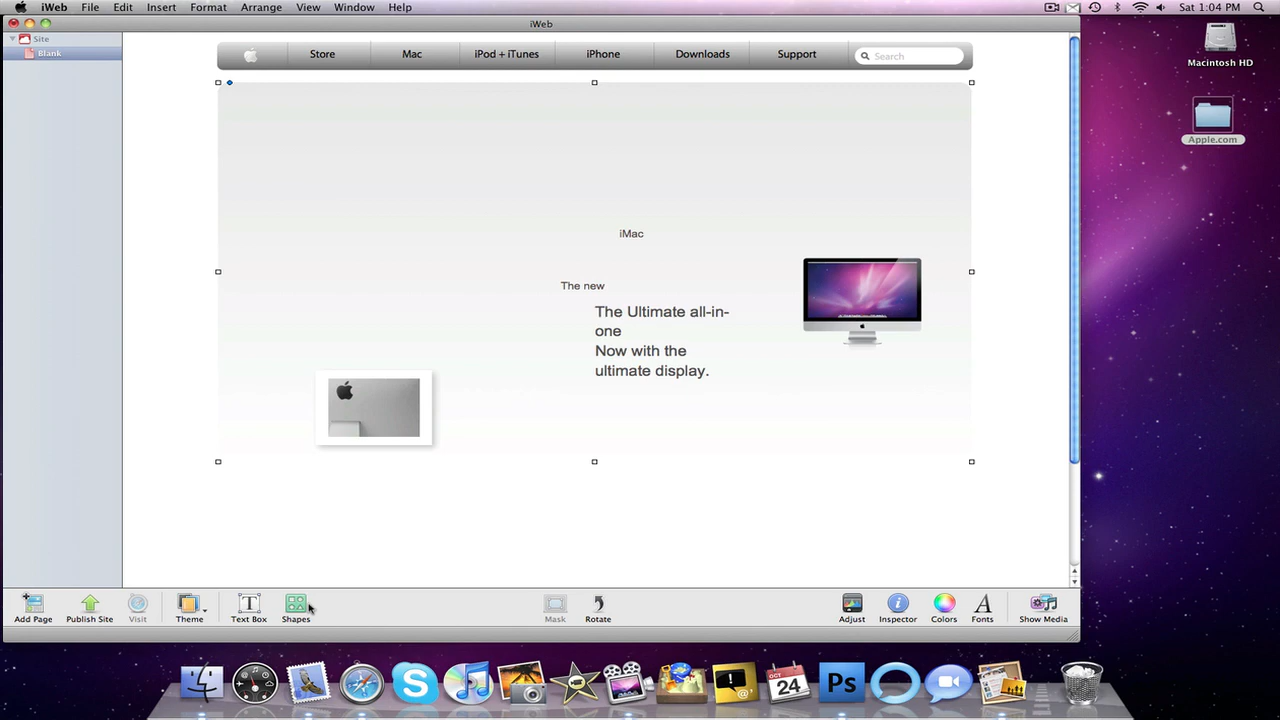 iWeb File Edit Insert Format Arrange View Window Help Sat 1:04 PM
iWeb
Site
Blank
Store Mac iPod + iTunes iPhone Downloads Support Search
Macintosh HD
Apple.com
iMac
The new
The Ultimate all-in-
one
Now with the
ultimate display.
Add Page Publish Site Visit Theme Text Box Shapes Mask Rotate Adjust Inspector Colors Fonts Show Media
OCT
24
Ps